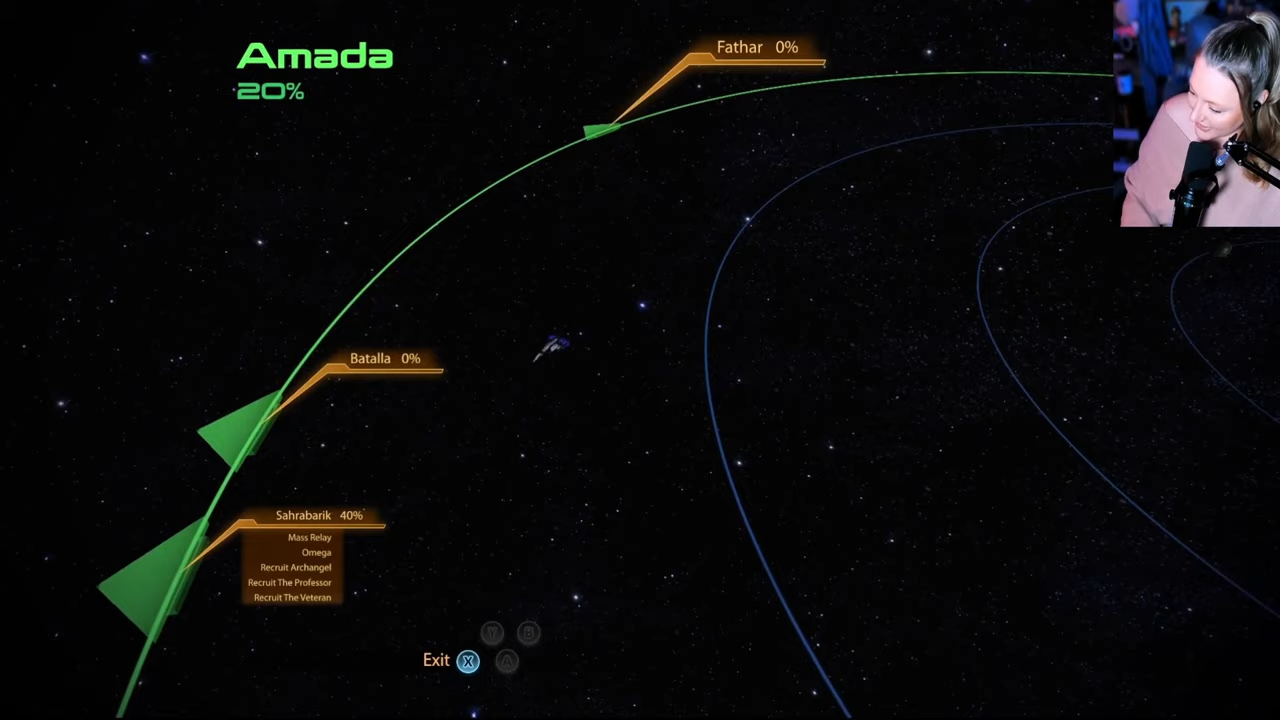 Amada
20%
Fathar 0%
Batalla 0%
Sahrabarik 40%
Mass Relay
Omega
Recruit Archangel
Recruit The Professor
Recruit The Veteran
Y B
Exit X A